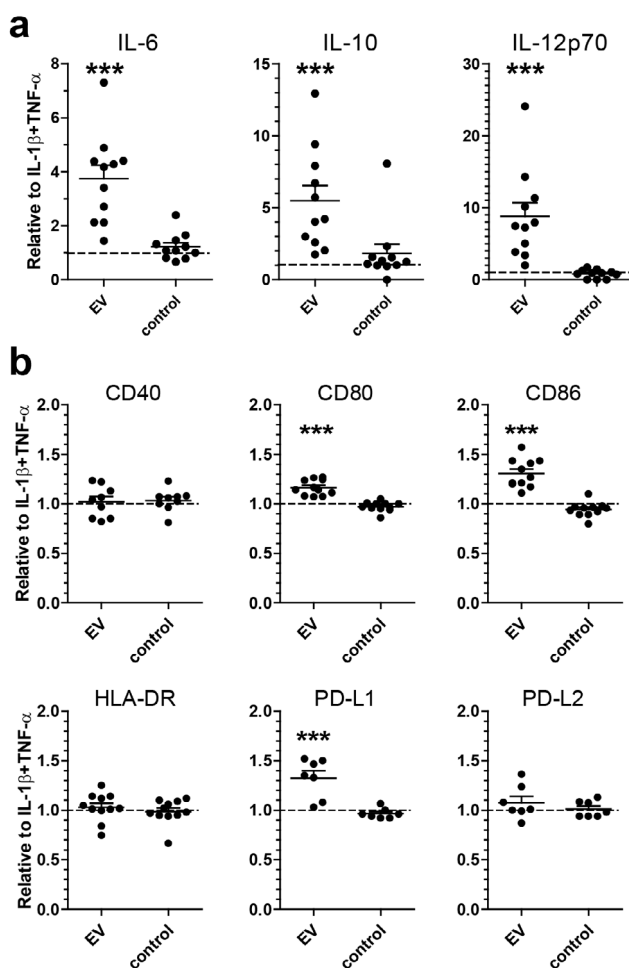 a
IL-6 IL-10 IL-12p70
*** *** ***
Relative to IL-1β+TNF-α
8 6 4 2 0
15 10 5 0
30 20 10 0
EV control EV control EV control
b
CD40 CD80 CD86
*** ***
Relative to IL-1β+TNF-α
2.0 1.5 1.0 0.5 0.0
2.0 1.5 1.0 0.5 0.0
2.0 1.5 1.0 0.5 0.0
EV control EV control EV control
HLA-DR PD-L1 PD-L2
***
Relative to IL-1β+TNF-α
2.0 1.5 1.0 0.5 0.0
2.0 1.5 1.0 0.5 0.0
2.0 1.5 1.0 0.5 0.0
EV control EV control EV control